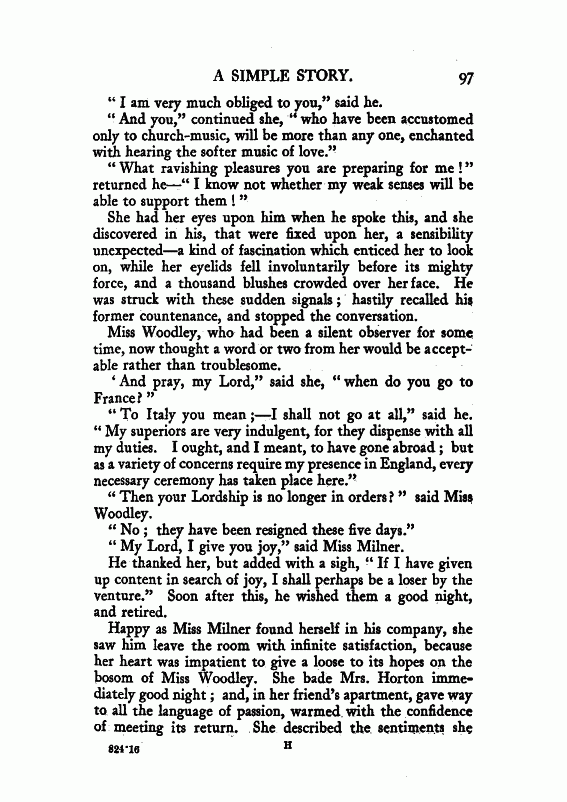 A SIMPLE STORY. 97
“ I am very much obliged to you,” said he.
“ And you,” continued she, “ who have been accustomed
only to church-music, will be more than any one, enchanted
with hearing the softer music of love.”
“ What ravishing pleasures you are preparing for me ! ”
returned he—“ I know not whether my weak senses will be
able to support them ! ”
She had her eyes upon him when he spoke this, and she
discovered in his, that were fixed upon her, a sensibility
unexpected—a kind of fascination which enticed her to look
on, while her eyelids fell involuntarily before its mighty
force, and a thousand blushes crowded over her face. He
was struck with these sudden signals ; hastily recalled his
former countenance, and stopped the conversation.
Miss Woodley, who had been a silent observer for some
time, now thought a word or two from her would be accept-
able rather than troublesome.
‘ And pray, my Lord,” said she, “ when do you go to
France ? ”
“ To Italy you mean ;—I shall not go at all,” said he.
“ My superiors are very indulgent, for they dispense with all
my duties. I ought, and I meant, to have gone abroad ; but
as a variety of concerns require my presence in England, every
necessary ceremony has taken place here.”
“ Then your Lordship is no longer in orders ? ” said Miss
Woodley.
“ No ; they have been resigned these five days.”
“ My Lord, I give you joy,” said Miss Milner.
He thanked her, but added with a sigh, “ If I have given
up content in search of joy, I shall perhaps be a loser by the
venture.” Soon after this, he wished them a good night,
and retired.
Happy as Miss Milner found herself in his company, she
saw him leave the room with infinite satisfaction, because
her heart was impatient to give a loose to its hopes on the
bosom of Miss Woodley. She bade Mrs. Horton imme-
diately good night ; and, in her friend’s apartment, gave way
to all the language of passion, warmed with the confidence
of meeting its return. She described the sentiments she
824·16 H